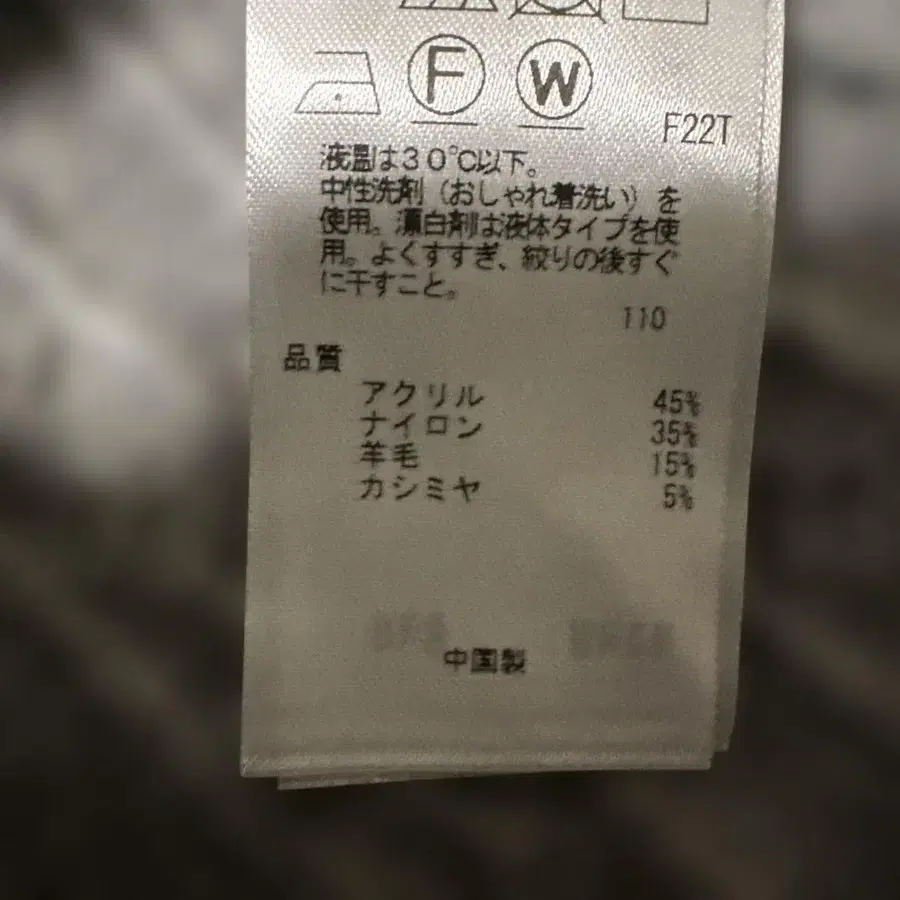 F
W
F22T
液温は30℃以下。
中性洗剤（おしゃれ着洗い）を
使用。漂白剤は液体タイプを使
用。よくすすぎ、絞りの後すぐ
に干すこと。
110
品質
アクリル 45%
ナイロン 35%
羊毛 15%
カシミヤ 5%
中国製